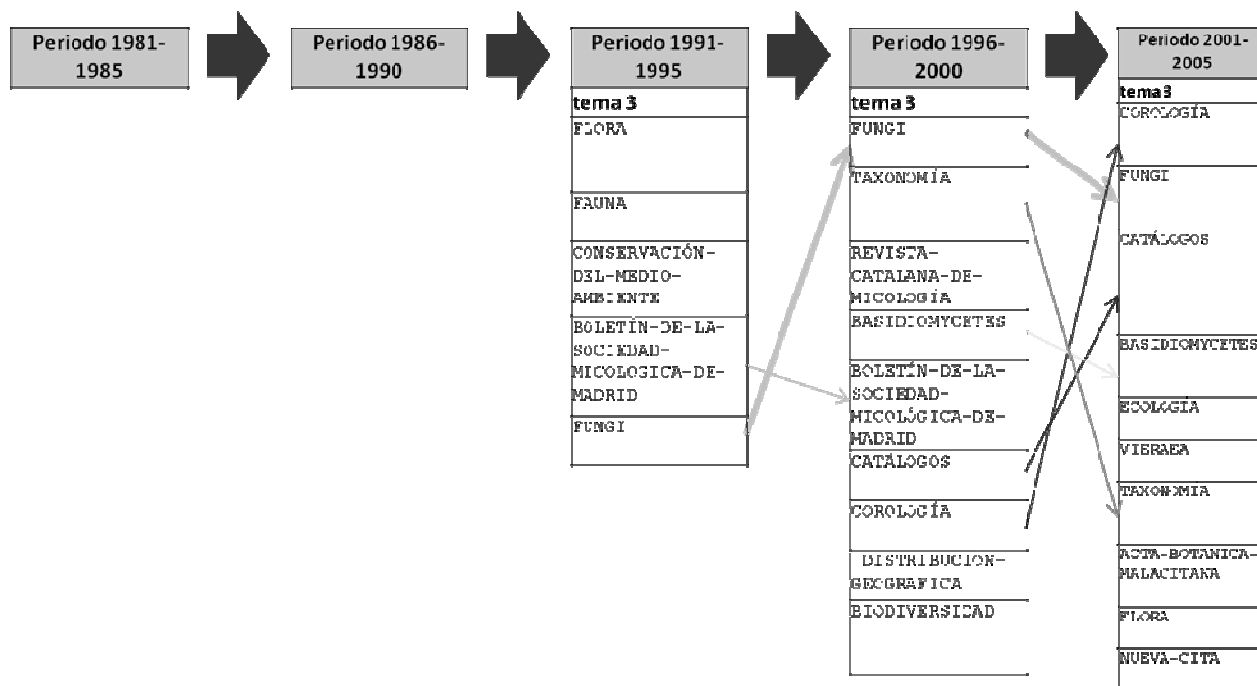 Periodo 1981-
1985
Periodo 1986-
1990
Periodo 1991-
1995
tema 3
FLORA
FAUNA
CONSERVACIÓN-
DEL-MEDIO-
AMBIENTE
BOLETÍN-DE-LA-
SOCIEDAD-
MICOLOGICA-DE-
MADRID
FUNGI
Periodo 1996-
2000
tema 3
FUNGI
TAXONOMÍA
REVISTA-
CATALANA-DE-
MICOLOGÍA
BASIDIOMYCETES
BOLETÍN-DE-LA-
SOCIEDAD-
MICOLÓGICA-DE-
MADRID
CATÁLOGOS
COROLOGÍA
DISTRIBUCION-
GEOGRAFICA
BIODIVERSIDAD
Periodo 2001-
2005
tema3
COROLOGÍA
FUNGI
CATÁLOGOS
BASIDIOMYCETES
ECOLOGÍA
VIERAEA
TAXONOMÍA
ACTA-BOTANICA-
MALACITANA
FLORA
NUEVA-CITA